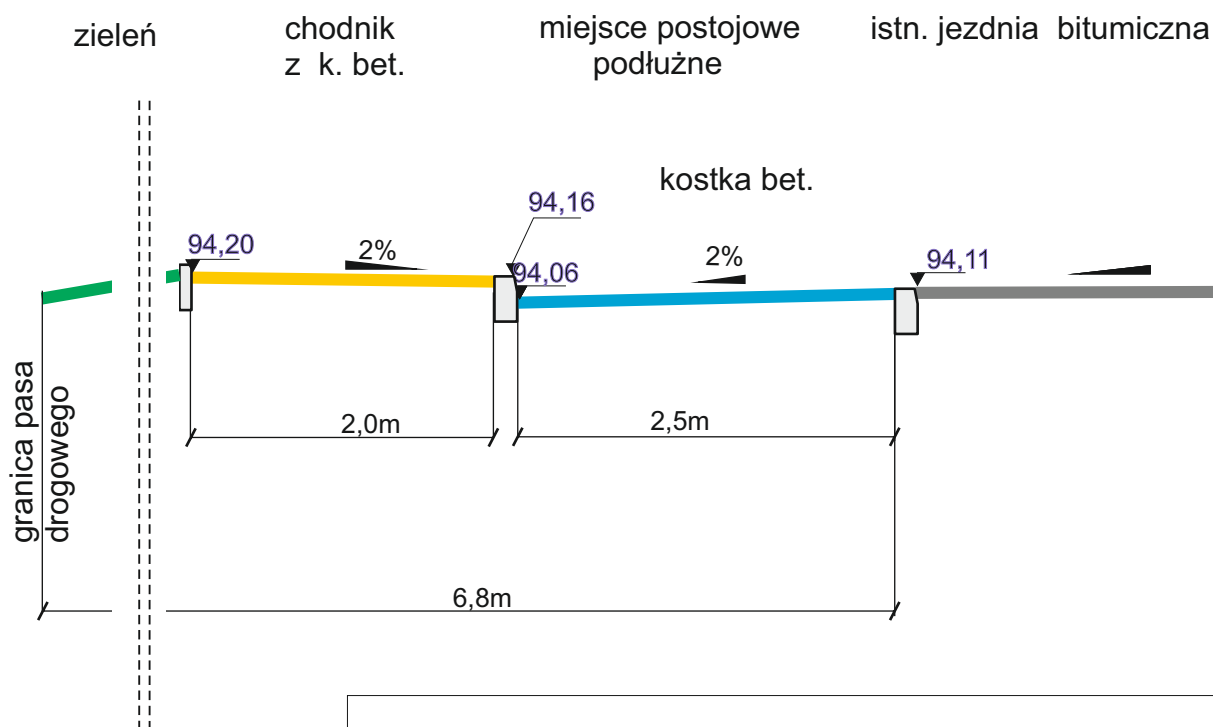 zieleń
chodnik
z k. bet.
miejsce postojowe
podłużne
istn. jezdnia bitumiczna
kostka bet.
94,20
2%
94,16
94,06
2%
94,11
2,0m
2,5m
granica pasa
drogowego
6,8m